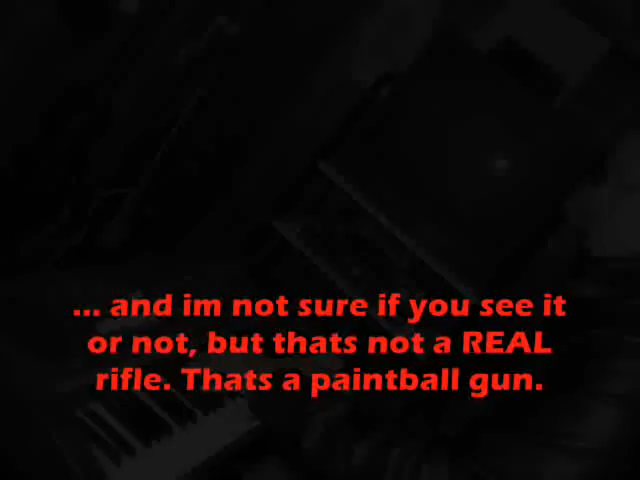 ... and im not sure if you see it
or not, but thats not a REAL
rifle. Thats a paintball gun.